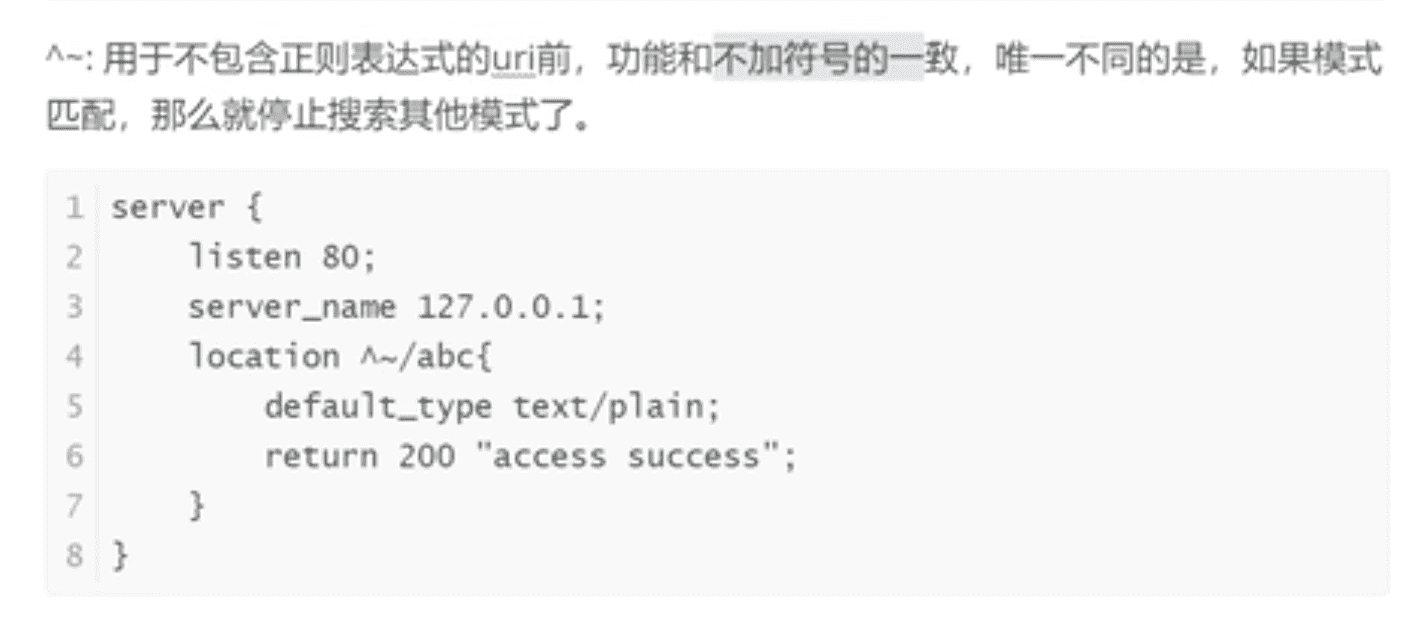 ^~: 用于不包含正则表达式的uri前，功能和不加符号的一致，唯一不同的是，如果模式
匹配，那么就停止搜索其他模式了。
1 server {
2     listen 80;
3     server_name 127.0.0.1;
4     location ^~/abc{
5         default_type text/plain;
6         return 200 "access success";
7     }
8 }